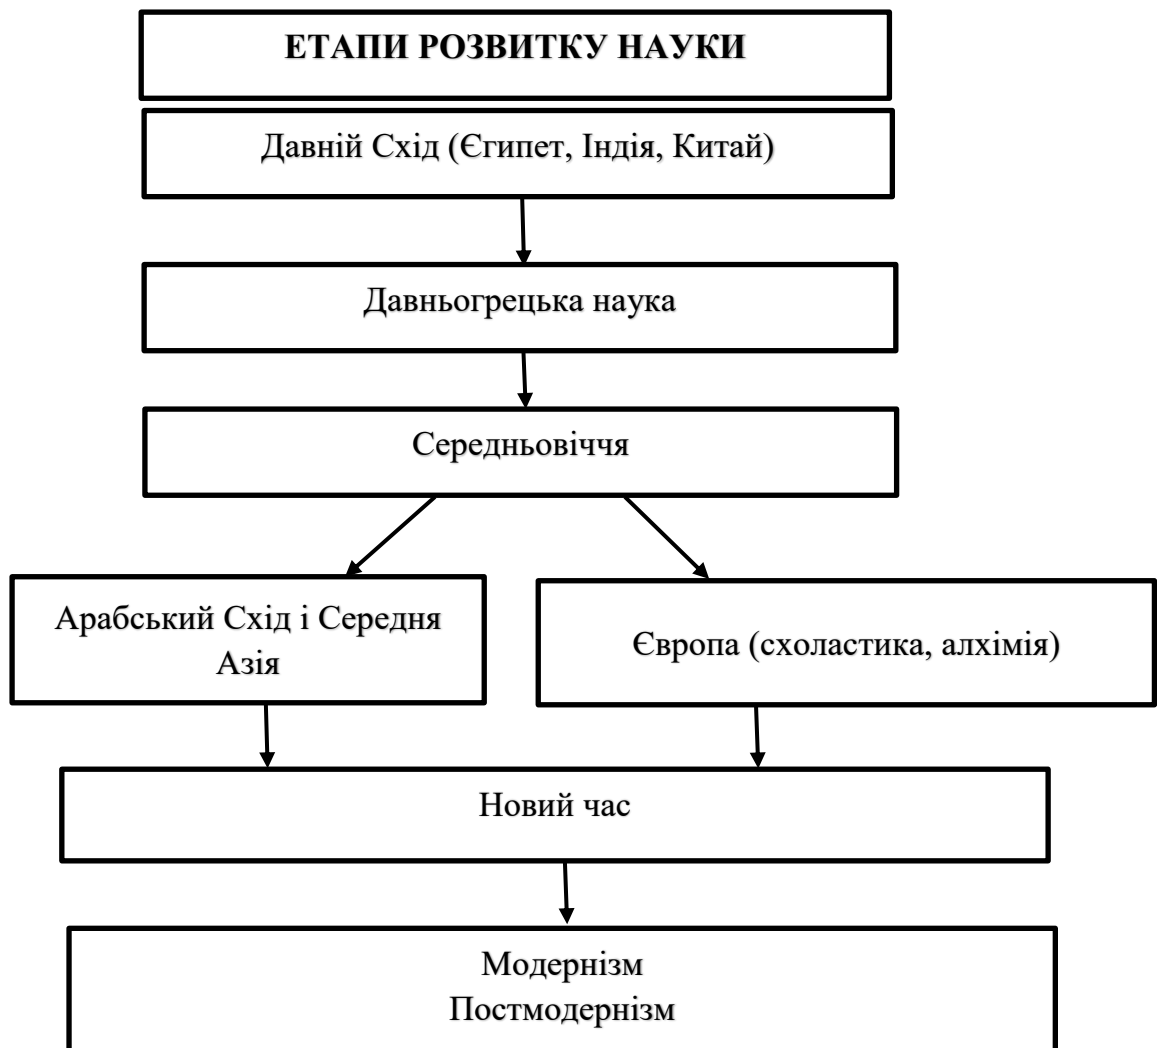 ЕТАПИ РОЗВИТКУ НАУКИ
Давній Схід (Єгипет, Індія, Китай)
Давньогрецька наука
Середньовіччя
Арабський Схід і Середня
Азія
Європа (схоластика, алхімія)
Новий час
Модернізм
Постмодернізм